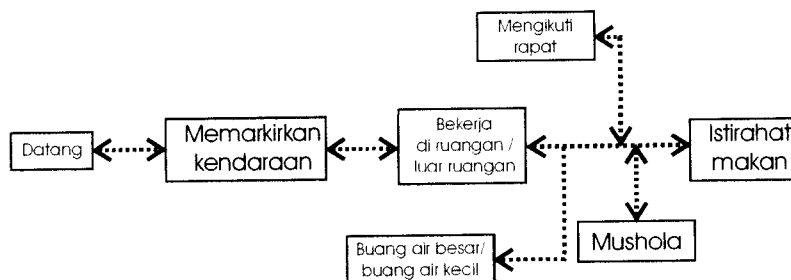 Mengikuti
rapat
Datang
Memarkirkan
kendaraan
Bekerja
di ruangan /
luar ruangan
Istirahat
makan
Buang air besar/
buang air kecil
Mushola